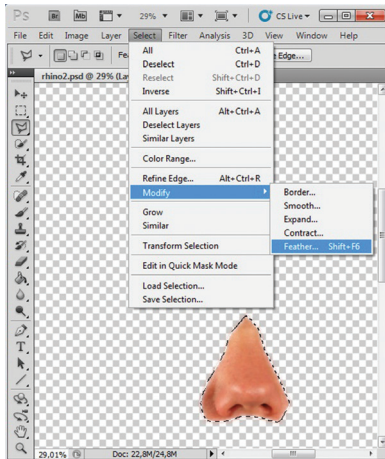 Ps Br Mb 29% CS Live
File Edit Image Layer Select Filter Analysis 3D View Window Help
Fe
Edge...
rhino2.psd @ 29% (La
All Ctrl+A
Deselect Ctrl+D
Reselect Shift+Ctrl+D
Inverse Shift+Ctrl+I
All Layers Alt+Ctrl+A
Deselect Layers
Similar Layers
Color Range...
Refine Edge... Alt+Ctrl+R
Modify
Border...
Smooth...
Expand...
Contract...
Feather... Shift+F6
Grow
Similar
Transform Selection
Edit in Quick Mask Mode
Load Selection...
Save Selection...
T
29,01% Doc: 22,8M/24,8M